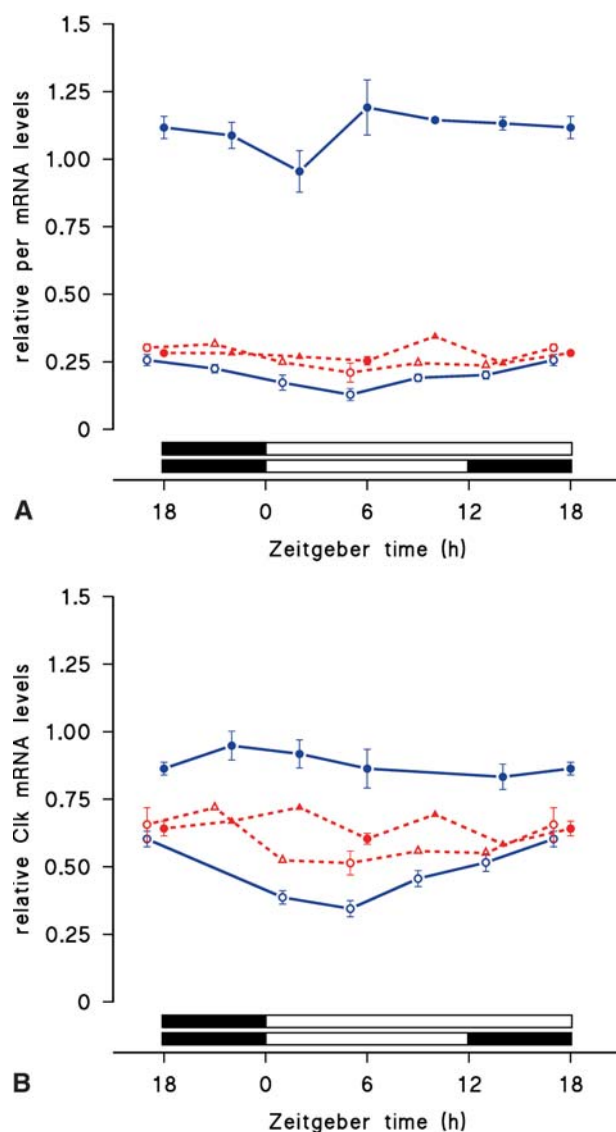 relative per mRNA levels
1.5
1.25
1.00
0.75
0.50
0.25
0
18 0 6 12 18
A
Zeitgeber time (h)
relative Clk mRNA levels
1.5
1.25
1.00
0.75
0.50
0.25
0
18 0 6 12 18
B
Zeitgeber time (h)